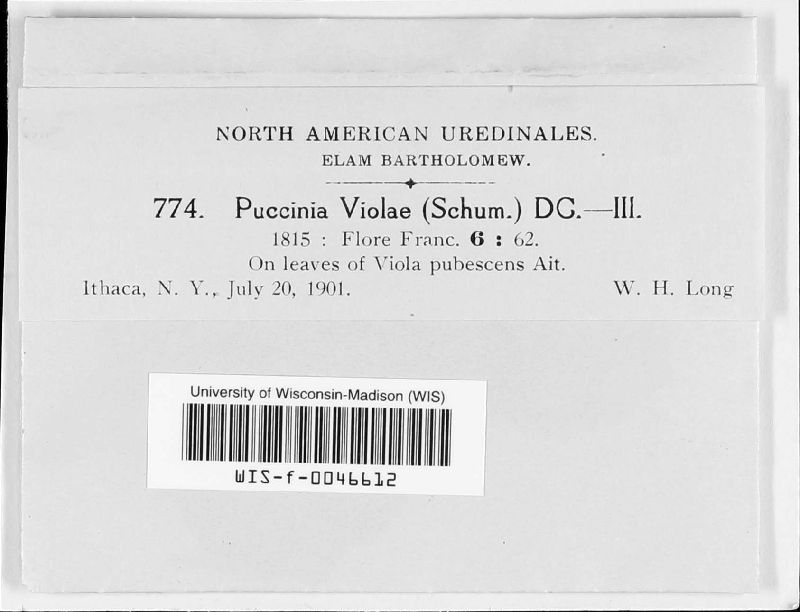 NORTH AMERICAN UREDINALES.
ELAM BARTHOLOMEW.
774. Puccinia Violae (Schum.) DC.—III.
1815 : Flore Franc. 6 : 62.
On leaves of Viola pubescens Ait.
Ithaca, N. Y., July 20, 1901. W. H. Long
University of Wisconsin-Madison (WIS)
WIS-f-0046612